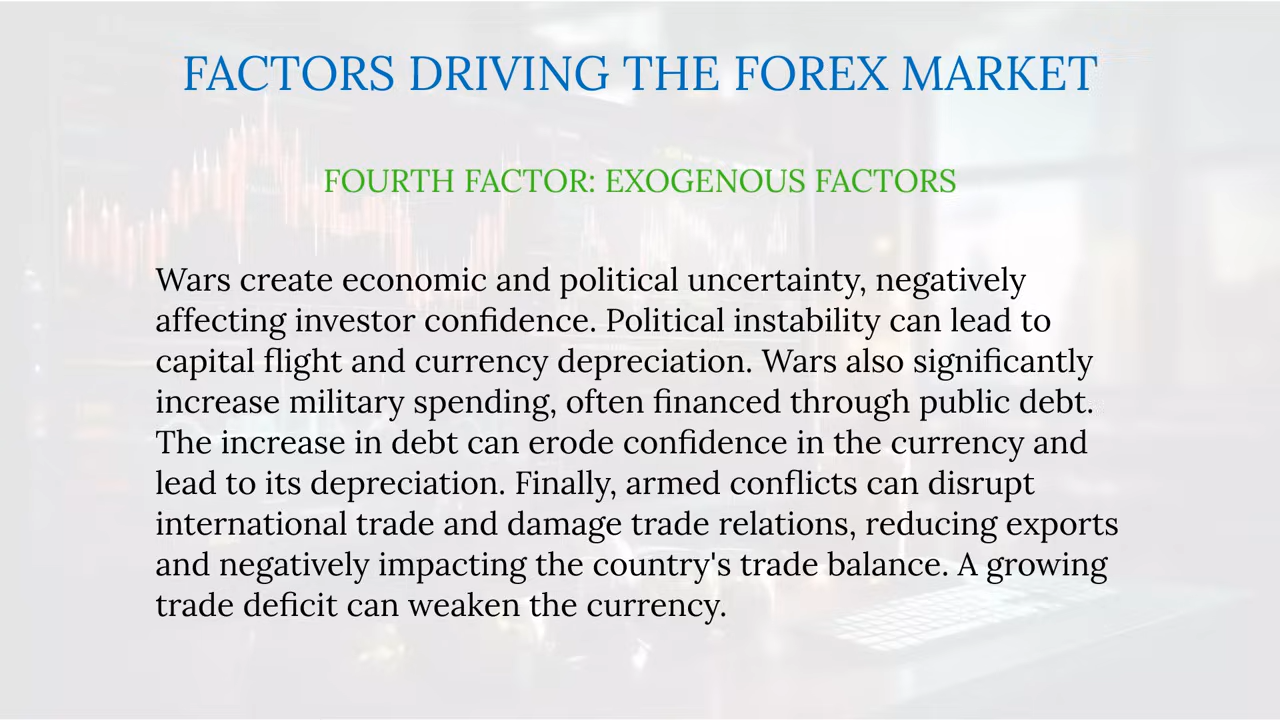 FACTORS DRIVING THE FOREX MARKET
FOURTH FACTOR: EXOGENOUS FACTORS
Wars create economic and political uncertainty, negatively
affecting investor confidence. Political instability can lead to
capital flight and currency depreciation. Wars also significantly
increase military spending, often financed through public debt.
The increase in debt can erode confidence in the currency and
lead to its depreciation. Finally, armed conflicts can disrupt
international trade and damage trade relations, reducing exports
and negatively impacting the country's trade balance. A growing
trade deficit can weaken the currency.